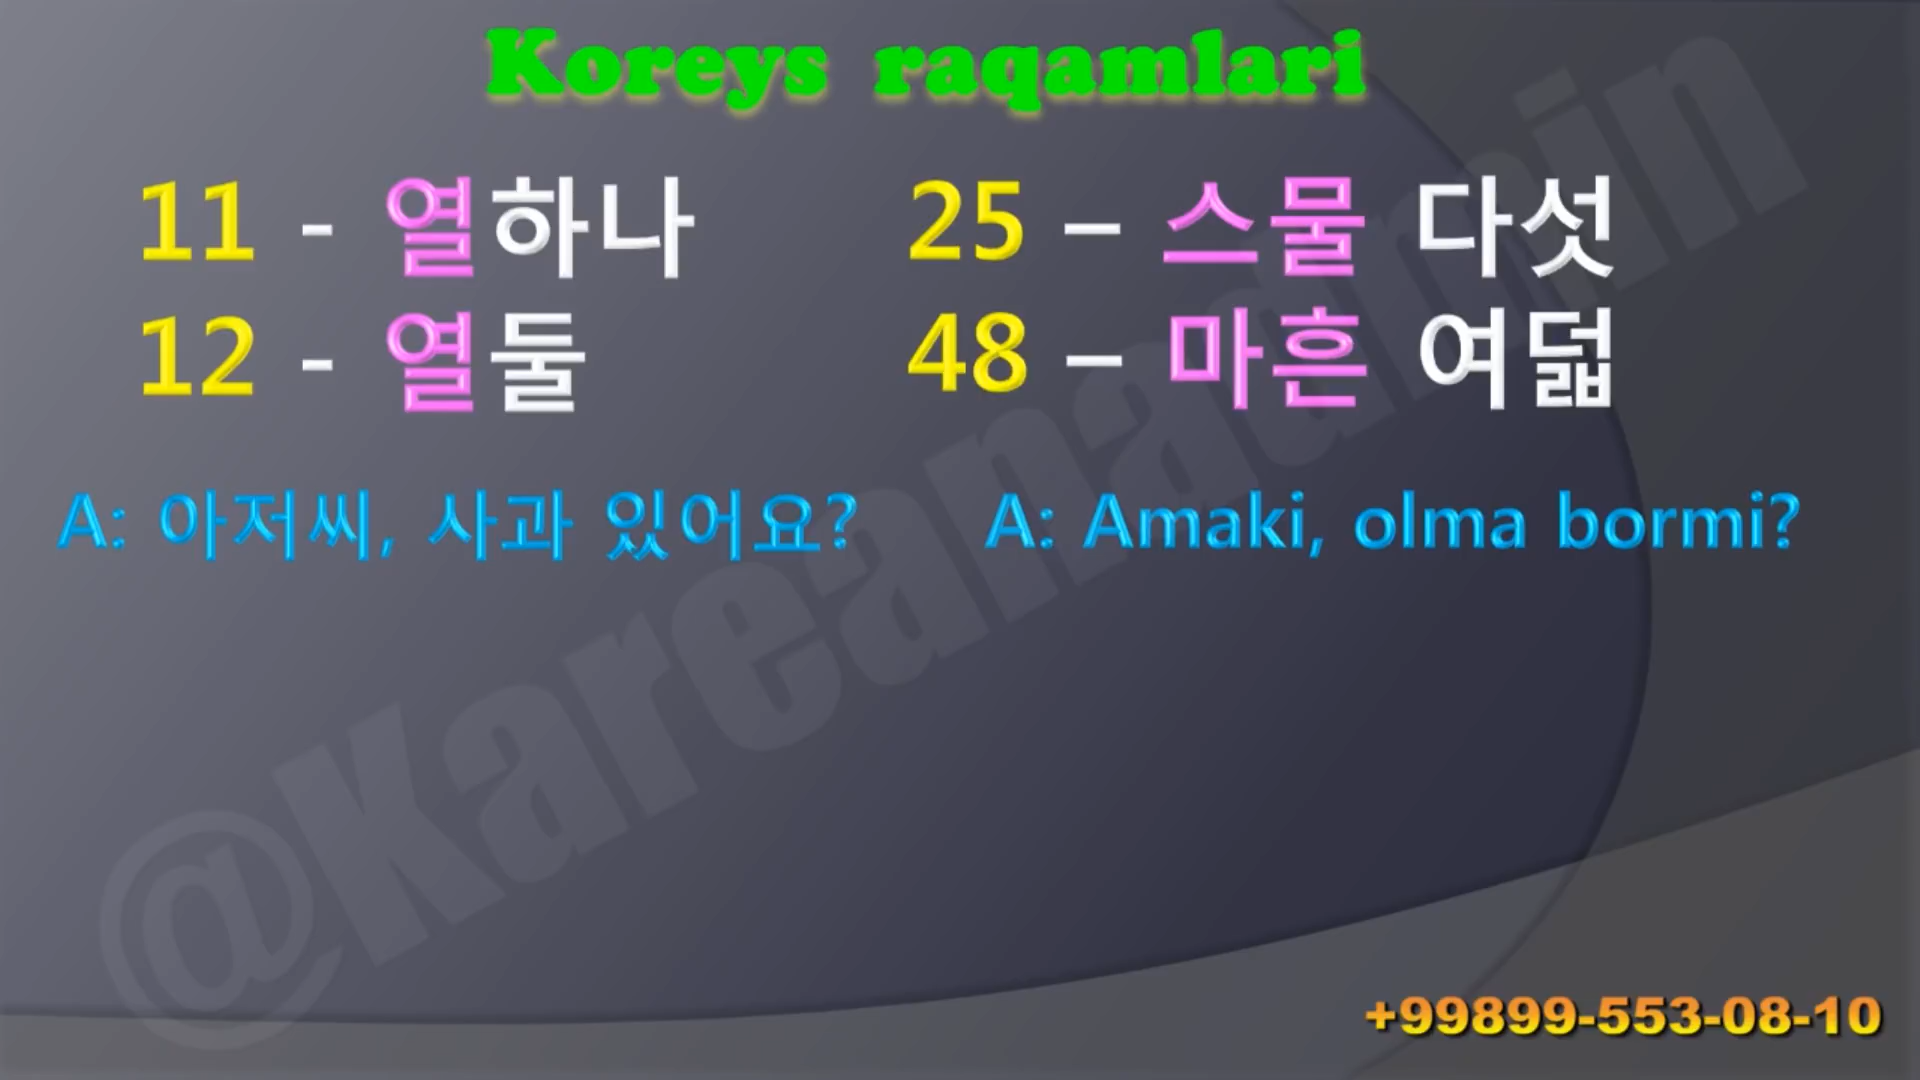 Koreys raqamlari
11 - 열하나
25 – 스물 다섯
12 - 열둘
48 – 마흔 여덟
A: 아저씨, 사과 있어요?
A: Amaki, olma bormi?
@Kareanadmin
+99899-553-08-10